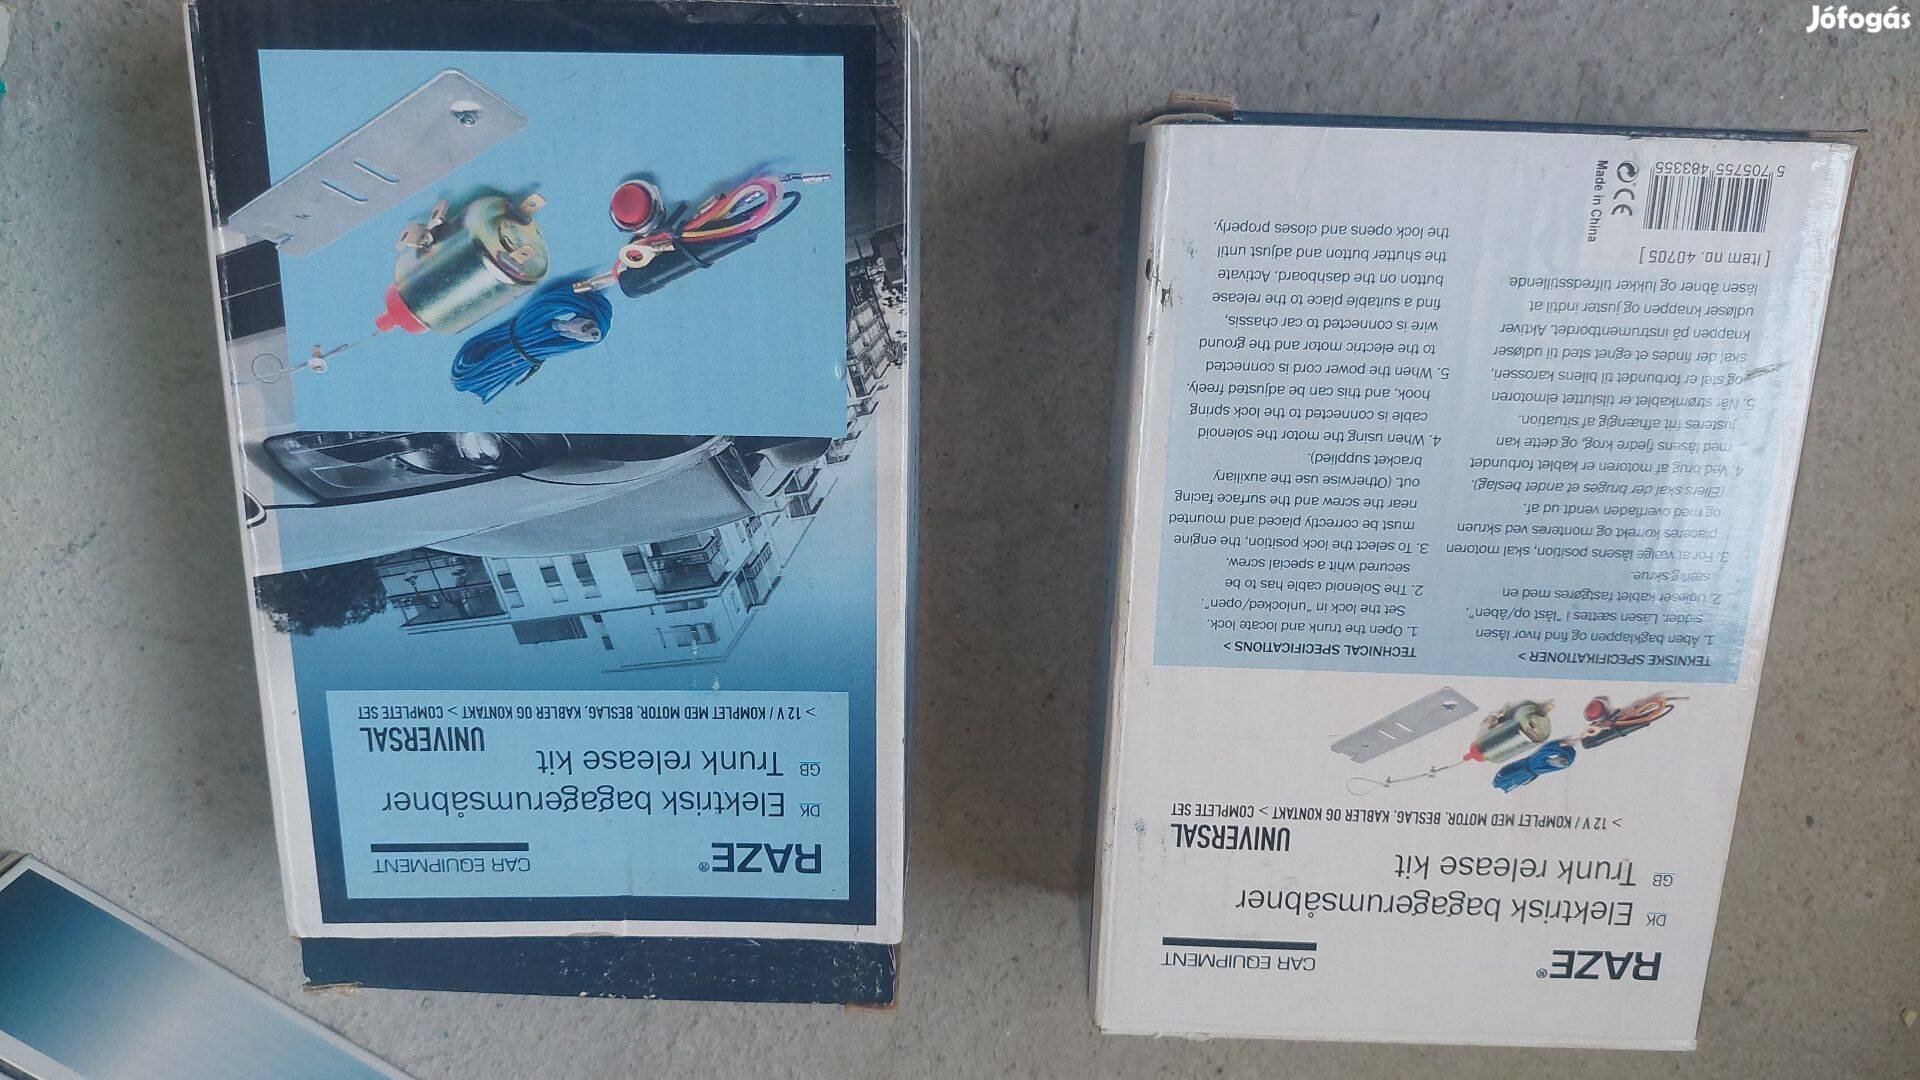 Jófogás
RAZE®
CAR EQUIPMENT
DK Elektrisk bagagerumsåbner
GB Trunk release kit
UNIVERSAL
> 12 V / KOMPLET MED MOTOR, BESLAG, KABLER OG KONTAKT > COMPLETE SET
RAZE®
CAR EQUIPMENT
DK Elektrisk bagagerumsåbner
GB Trunk release kit
UNIVERSAL
> 12 V / KOMPLET MED MOTOR, BESLAG, KABLER OG KONTAKT > COMPLETE SET
TEKNISKE SPECIFIKATIONER >
1. Åben bagklappen og find hvor låsen
sidder. Låsen sættes i "låst op/åben".
2. Udløser kablet fastgøres med en
særlig skrue.
3. For at vælge låsens position, skal motoren
placeres korrekt og monteres ved skruen
og med overfladen vendt ud af.
(Ellers skal der bruges et andet beslag).
4. Ved brug af motoren er kablet forbundet
med låsens fjedre krog, og dette kan
justeres frit afhængig af situation.
5. Når strømkablet er tilsluttet elmotoren
og stel er forbundet til bilens karosseri,
skal der findes et egnet sted til udløser
knappen på instrumentbordet. Aktiver
udløser knappen og juster indtil at
låsen åbner og lukker tilfredsstillende
TECHNICAL SPECIFICATIONS >
1. Open the trunk and locate lock.
Set the lock in "unlocked/open".
2. The Solenoid cable has to be
secured whit a special screw.
3. To select the lock position, the engine
must be correctly placed and mounted
near the screw and the surface facing
out. (Otherwise use the auxiliary
bracket supplied).
4. When using the motor the solenoid
cable is connected to the lock spring
hook, and this can be adjusted freely.
5. When the power cord is connected
to the electric motor and the ground
wire is connected to car chassis,
find a suitable place to the release
button on the dashboard. Activate
the shutter button and adjust until
the lock opens and closes properly.
[ Item no. 40705 ]
5 705755 483355
CE
Made in China